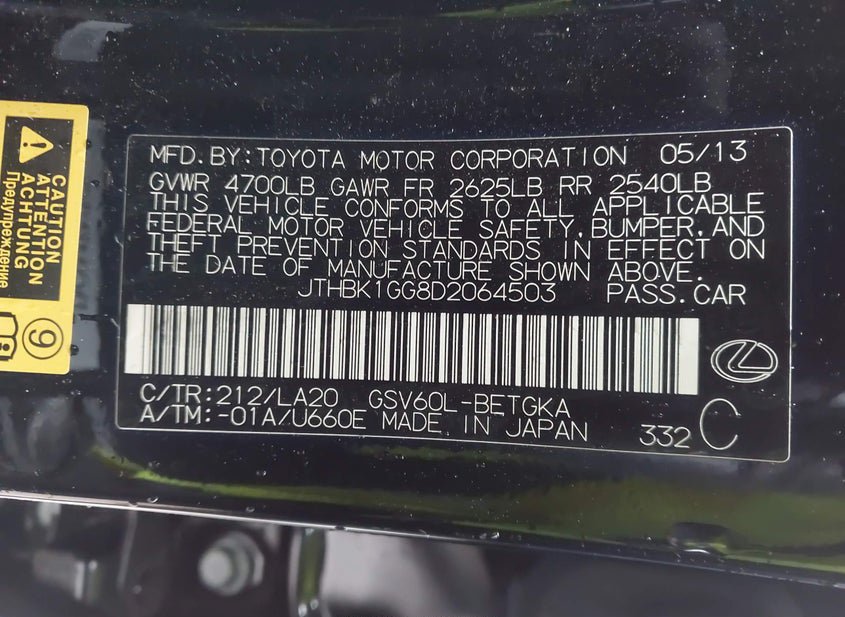 MFD.BY:TOYOTA MOTOR CORPORATION 05/13
GVWR 4700LB GAWR FR 2625LB RR 2540LB
THIS VEHICLE CONFORMS TO ALL APPLICABLE
FEDERAL MOTOR VEHICLE SAFETY,BUMPER,AND
THEFT PREVENTION STANDARDS IN EFFECT ON
THE DATE OF MANUFACTURE SHOWN ABOVE.
JTHBK1GG8D2064503 PASS.CAR
C/TR:212/LA20 GSV60L-BETGKA
A/TM:-01A/U660E MADE IN JAPAN 332 C
CAUTION
ATTENTION
ACHTUNG
Предупреждение
9